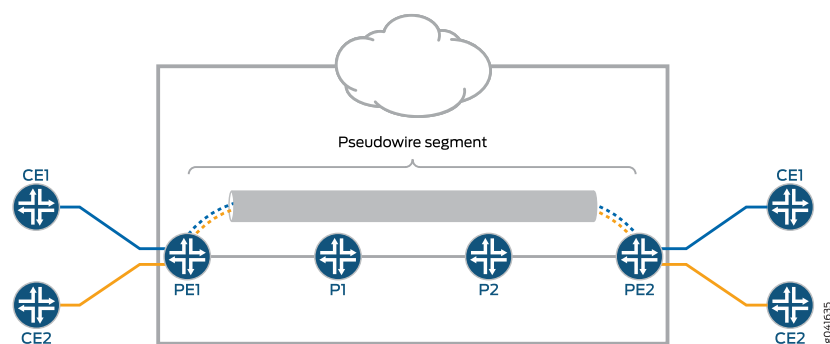 Pseudowire segment
CE1
CE1
PE1
P1
P2
PE2
CE2
CE2
g041635